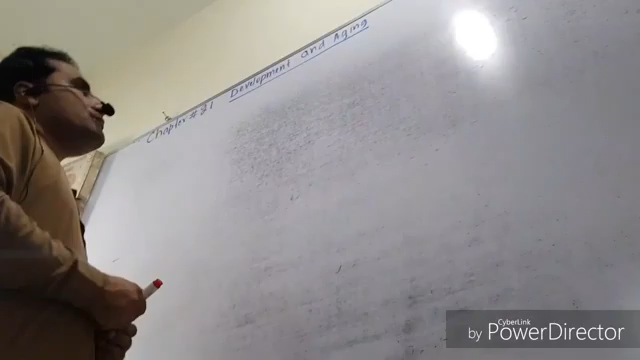 Chapter # 21 Development and Aging
CyberLink
by PowerDirector